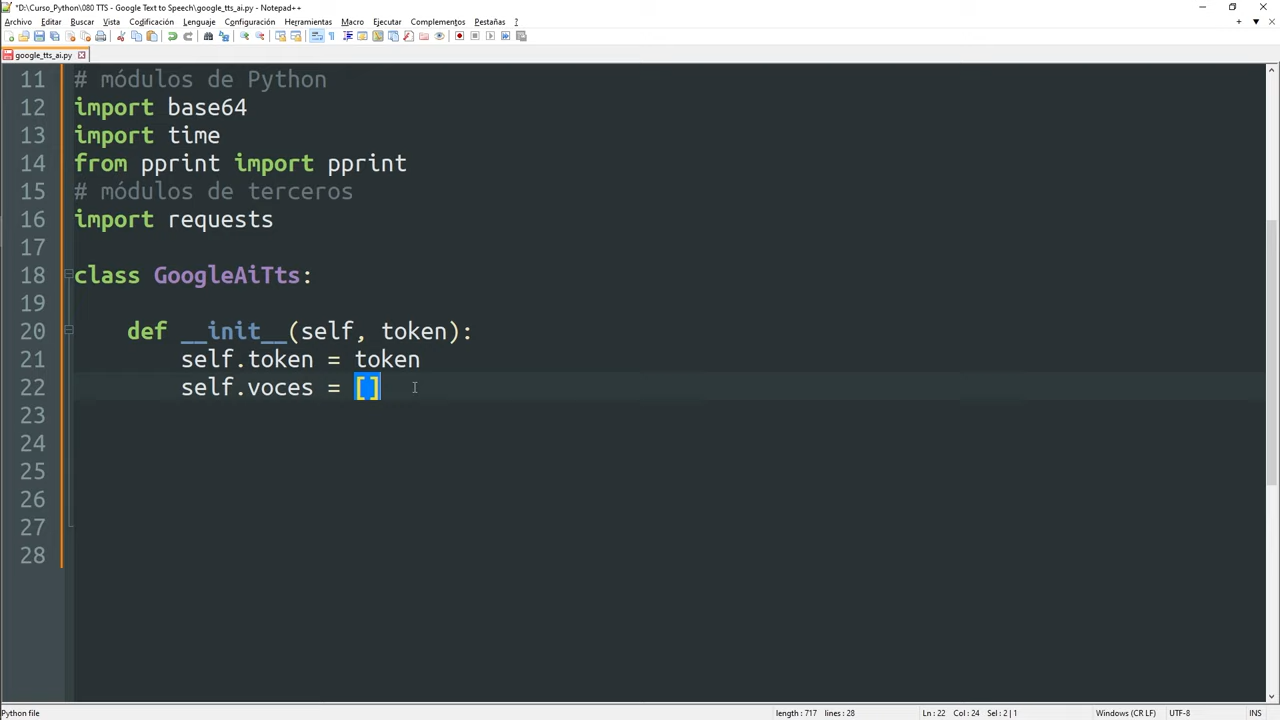 *D:\Curso_Python\080 TTS - Google Text to Speech\google_tts_ai.py - Notepad++
Archivo Editar Buscar Vista Codificación Lenguaje Configuración Herramientas Macro Ejecutar Complementos Pestañas ?
google_tts_ai.py
11 # módulos de Python
12 import base64
13 import time
14 from pprint import pprint
15 # módulos de terceros
16 import requests
17
18 class GoogleAiTts:
19
20 def __init__(self, token):
21 self.token = token
22 self.voces = []
23
24
25
26
27
28
Python file length : 717 lines : 28 Ln : 22 Col : 24 Sel : 2 | 1 Windows (CR LF) UTF-8 INS